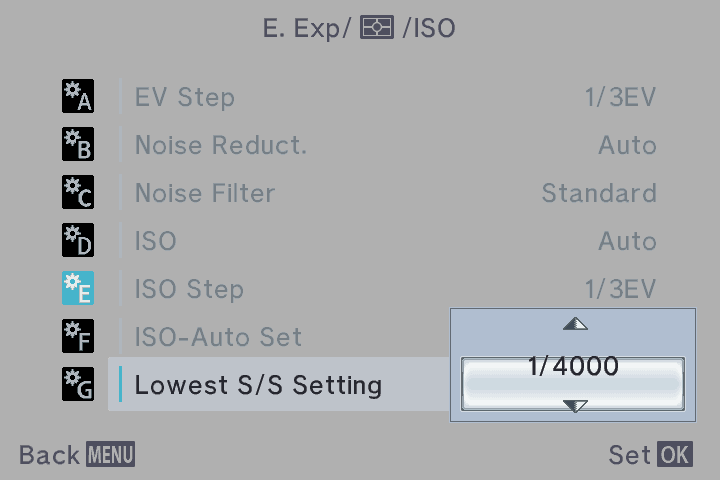 E. Exp/ /ISO
A EV Step 1/3EV
B Noise Reduct. Auto
C Noise Filter Standard
D ISO Auto
E ISO Step 1/3EV
F ISO-Auto Set
G Lowest S/S Setting 1/4000
Back MENU Set OK